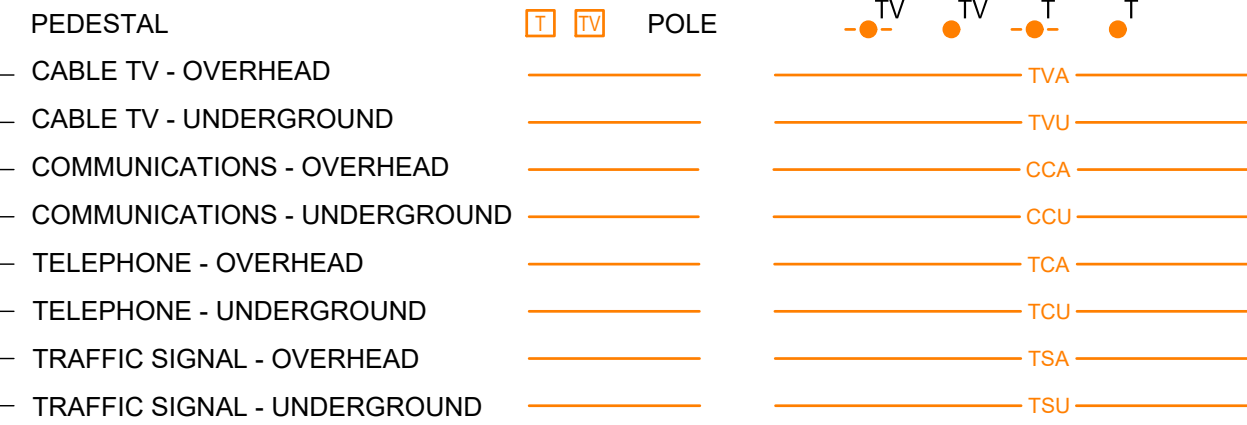 PEDESTAL T TV POLE TV TV T T
CABLE TV - OVERHEAD TVA
CABLE TV - UNDERGROUND TVU
COMMUNICATIONS - OVERHEAD CCA
COMMUNICATIONS - UNDERGROUND CCU
TELEPHONE - OVERHEAD TCA
TELEPHONE - UNDERGROUND TCU
TRAFFIC SIGNAL - OVERHEAD TSA
TRAFFIC SIGNAL - UNDERGROUND TSU